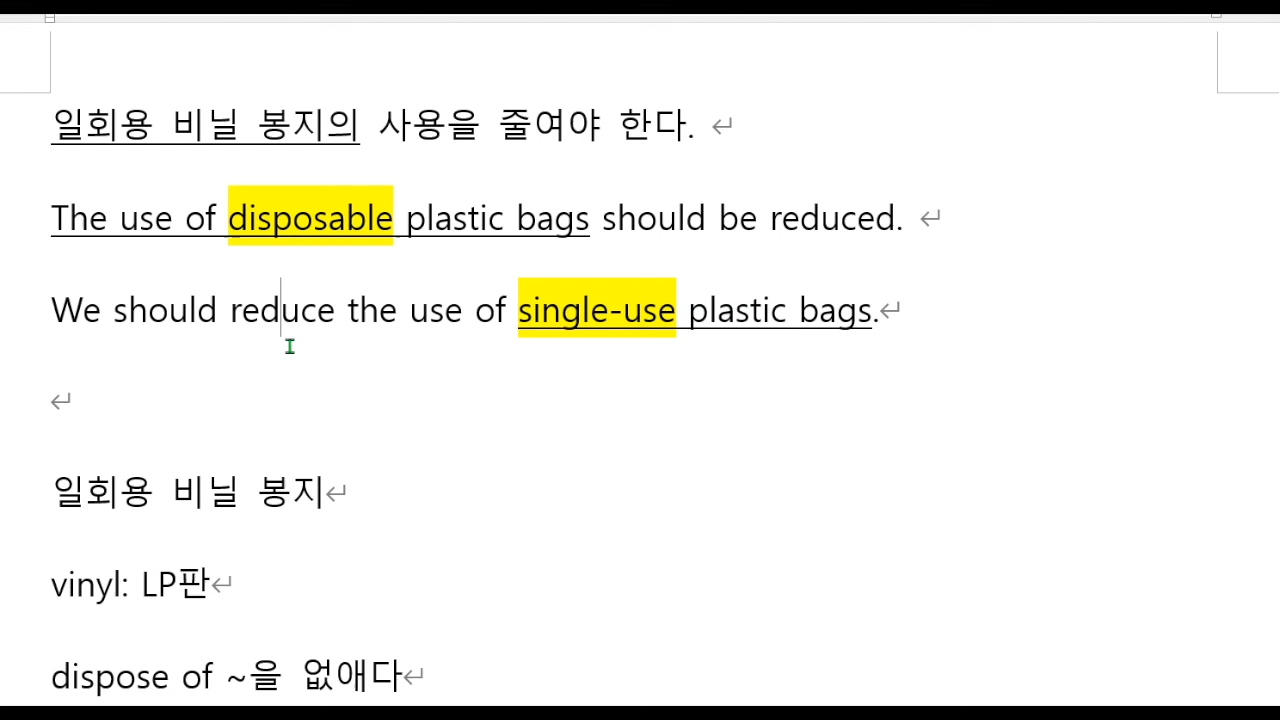 일회용 비닐 봉지의 사용을 줄여야 한다.
The use of disposable plastic bags should be reduced.
We should reduce the use of single-use plastic bags.
일회용 비닐 봉지
vinyl: LP판
dispose of ~을 없애다